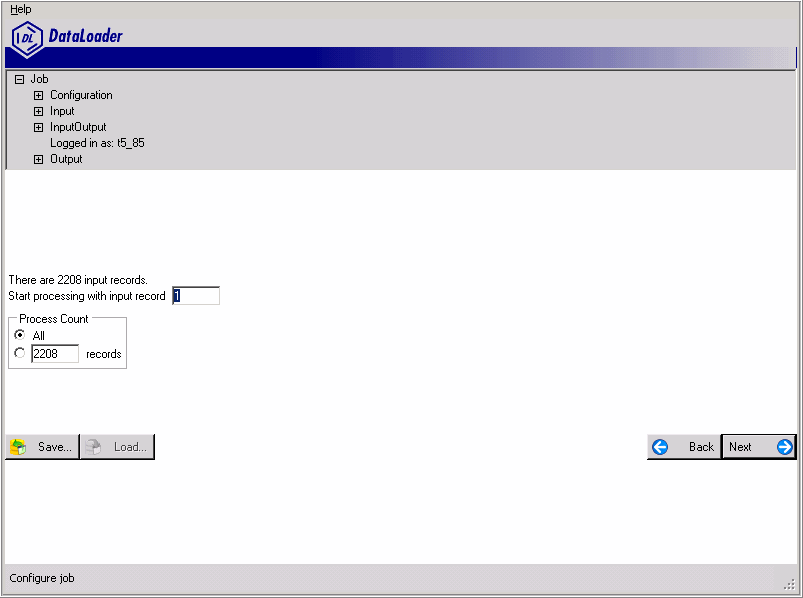 Help
DL DataLoader
Job
Configuration
Input
InputOutput
Logged in as: t5_85
Output
There are 2208 input records.
Start processing with input record 1
Process Count
All
2208 records
Save... Load... Back Next
Configure job